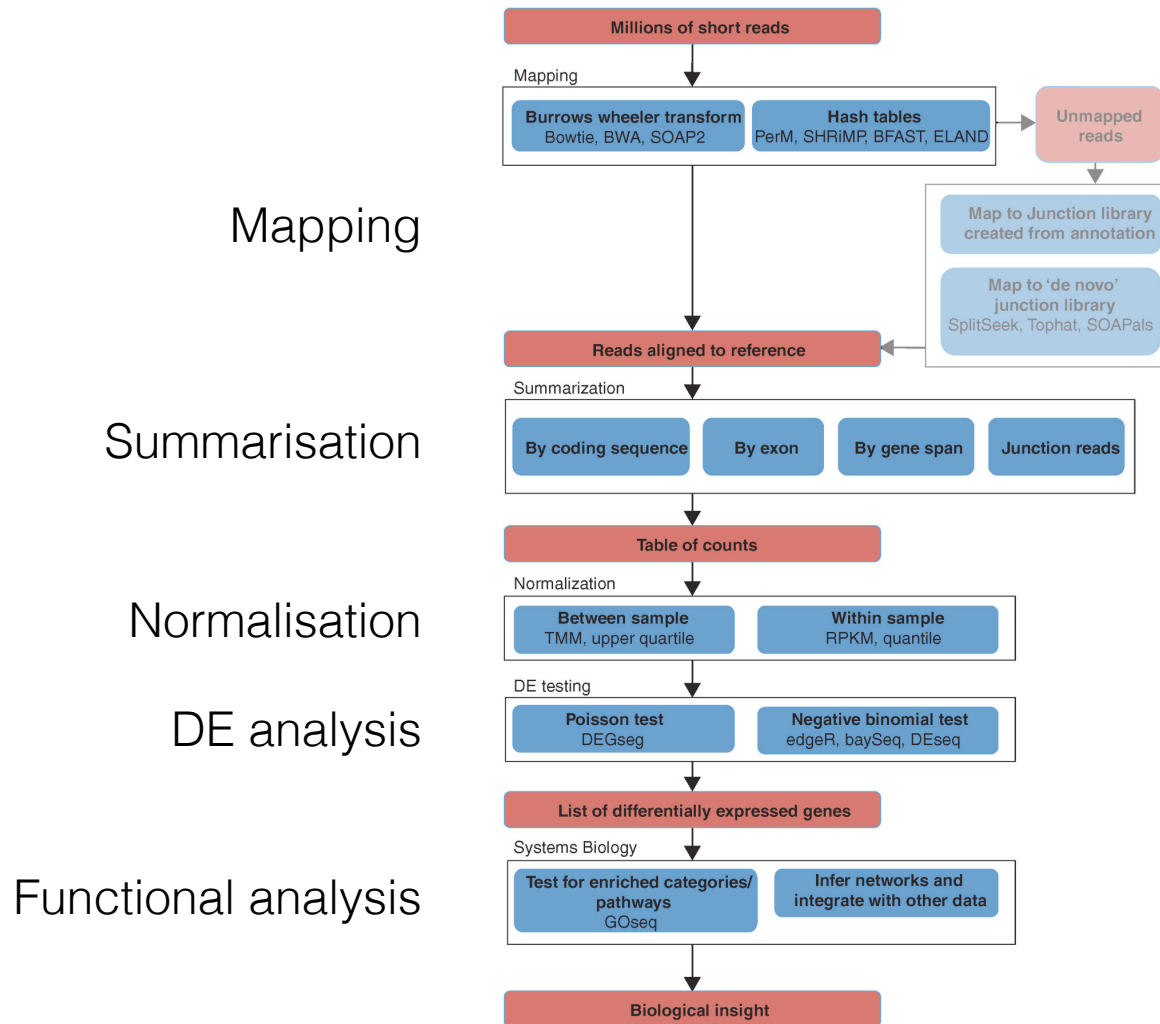 Millions of short reads
Mapping
Burrows wheeler transform
Bowtie, BWA, SOAP2
Hash tables
PerM, SHRiMP, BFAST, ELAND
Unmapped
reads
Mapping
Map to Junction library
created from annotation
Map to ‘de novo’
junction library
SplitSeek, Tophat, SOAPals
Reads aligned to reference
Summarization
Summarisation
By coding sequence
By exon
By gene span
Junction reads
Table of counts
Normalization
Normalisation
Between sample
TMM, upper quartile
Within sample
RPKM, quantile
DE testing
DE analysis
Poisson test
DEGseg
Negative binomial test
edgeR, baySeq, DEseq
List of differentially expressed genes
Systems Biology
Functional analysis
Test for enriched categories/
pathways
GOseq
Infer networks and
integrate with other data
Biological insight